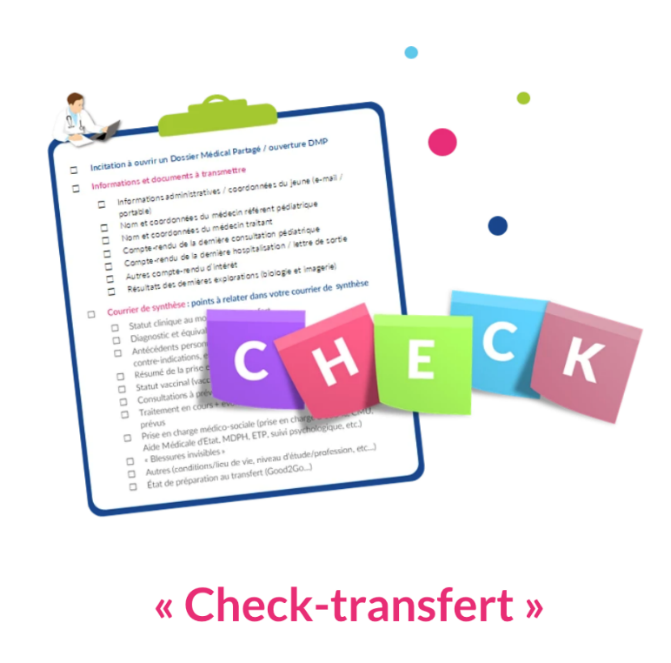 Incitation à ouvrir un Dossier Médical Partagé / ouverture DMP
Informations et documents à transmettre
Informations administratives / coordonnées du jeune (e-mail /
portable)
Nom et coordonnées du médecin référent pédiatrique
Nom et coordonnées du médecin traitant
Compte-rendu de la dernière consultation pédiatrique
Compte-rendu de la dernière hospitalisation / lettre de sortie
Autres compte-rendu d'intérêt
Résultats des dernières explorations (biologie et imagerie)
Courrier de synthèse : points à relater dans votre courrier de synthèse
Statut clinique au
Diagnostic et
Antécédents
contre-indications,
Résumé de la prise
Statut vaccinal
Consultations à
Traitement en cours +
prévus
Prise en charge médico-sociale (prise en charge
Aide Médicale d'Etat, MDPH, ETP, suivi psychologique, etc.)
« Blessures invisibles »
Autres (conditions/lieu de vie, niveau d'étude/profession, etc...)
État de préparation au transfert (Good2Go...)
CHECK
« Check-transfert »